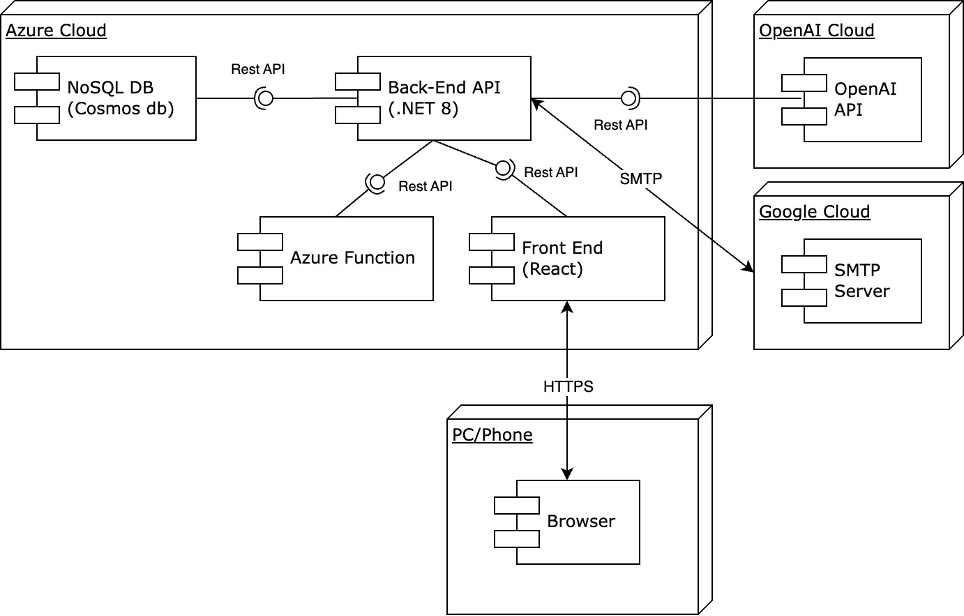 Azure Cloud
NoSQL DB
(Cosmos db)
Rest API
Back-End API
(.NET 8)
Rest API
OpenAI Cloud
OpenAI
API
Rest API
Rest API
SMTP
Google Cloud
SMTP
Server
Azure Function
Front End
(React)
HTTPS
PC/Phone
Browser